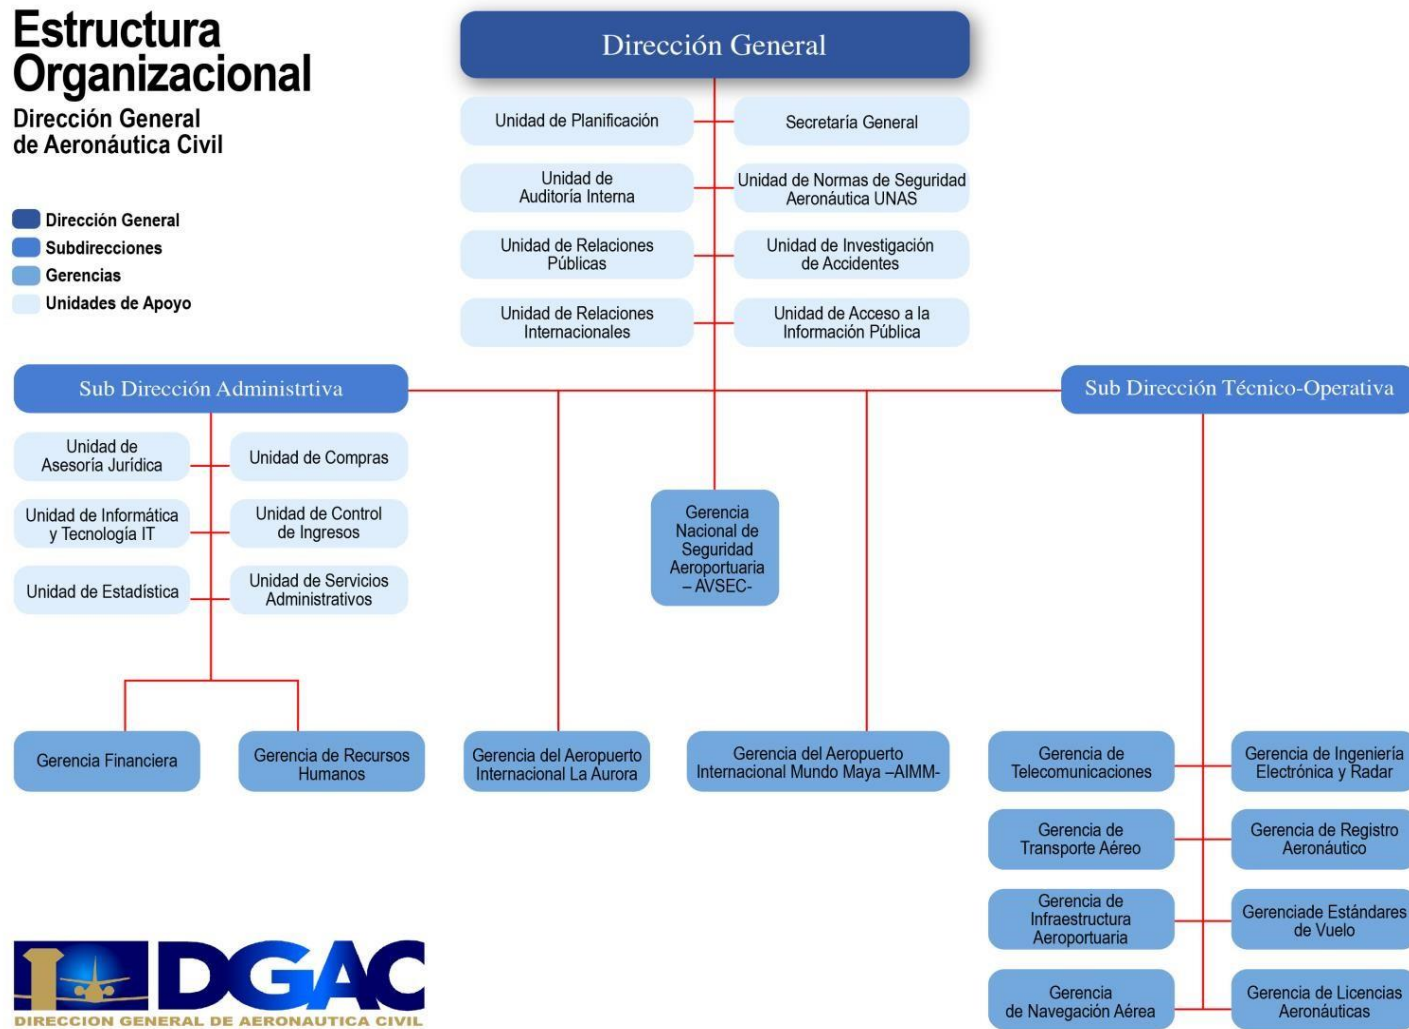 Estructura
Organizacional
Dirección General
de Aeronáutica Civil
Dirección General
Subdirecciones
Gerencias
Unidades de Apoyo
Dirección General
Unidad de Planificación
Secretaría General
Unidad de
Auditoría Interna
Unidad de Normas de Seguridad
Aeronáutica UNAS
Unidad de Relaciones
Públicas
Unidad de Investigación
de Accidentes
Unidad de Relaciones
Internacionales
Unidad de Acceso a la
Información Pública
Sub Dirección Administrtiva
Sub Dirección Técnico-Operativa
Unidad de
Asesoría Jurídica
Unidad de Compras
Unidad de Informática
y Tecnología IT
Unidad de Control
de Ingresos
Unidad de Estadística
Unidad de Servicios
Administrativos
Gerencia
Nacional de
Seguridad
Aeroportuaria
– AVSEC-
Gerencia Financiera
Gerencia de Recursos
Humanos
Gerencia del Aeropuerto
Internacional La Aurora
Gerencia del Aeropuerto
Internacional Mundo Maya –AIMM-
Gerencia de
Telecomunicaciones
Gerencia de Ingeniería
Electrónica y Radar
Gerencia de
Transporte Aéreo
Gerencia de Registro
Aeronáutico
Gerencia de
Infraestructura
Aeroportuaria
Gerenciade Estándares
de Vuelo
Gerencia
de Navegación Aérea
Gerencia de Licencias
Aeronáuticas
DGAC
DIRECCION GENERAL DE AERONAUTICA CIVIL